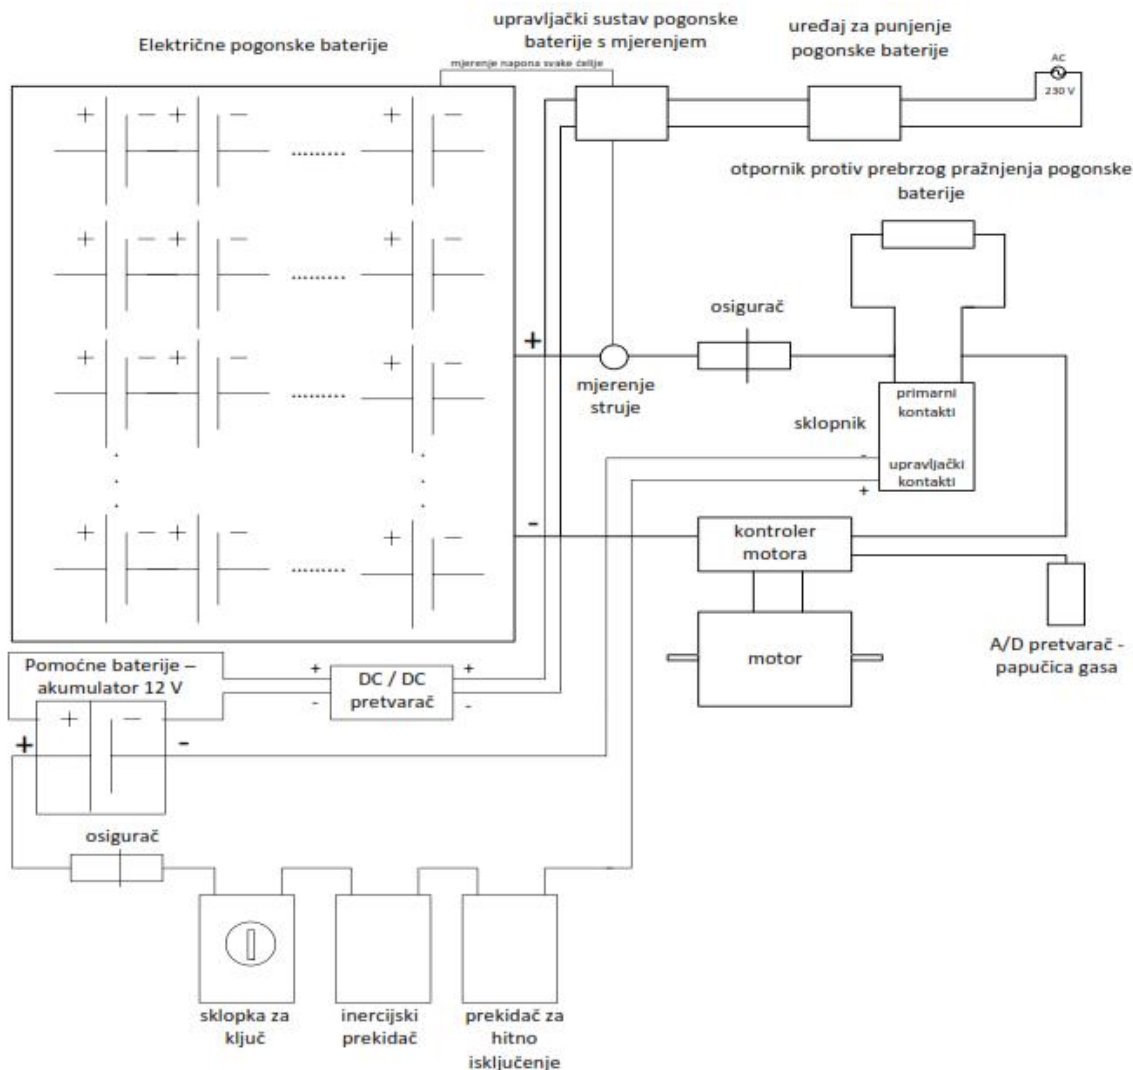 Električne pogonske baterije
upravljački sustav pogonske
baterije s mjerenjem
uređaj za punjenje
pogonske baterije
mjerenje napona svake ćelije
AC
230 V
otpornik protiv prebrzog pražnjenja pogonske
baterije
+ — + — ......... + —
+ — + — ......... + —
+ — + — ......... + —
+ — + — ......... + —
+
osigurač
mjerenje
struje
primarni
kontakti
sklopnik
-
upravljački
kontakti
+
-
kontroler
motora
motor
A/D pretvarač -
papučica gasa
Pomoćne baterije –
akumulator 12 V
+ +
DC / DC
pretvarač
- -
+ —
+ -
osigurač
sklopka za
ključ
inercijski
prekidač
prekidač za
hitno
isključenje